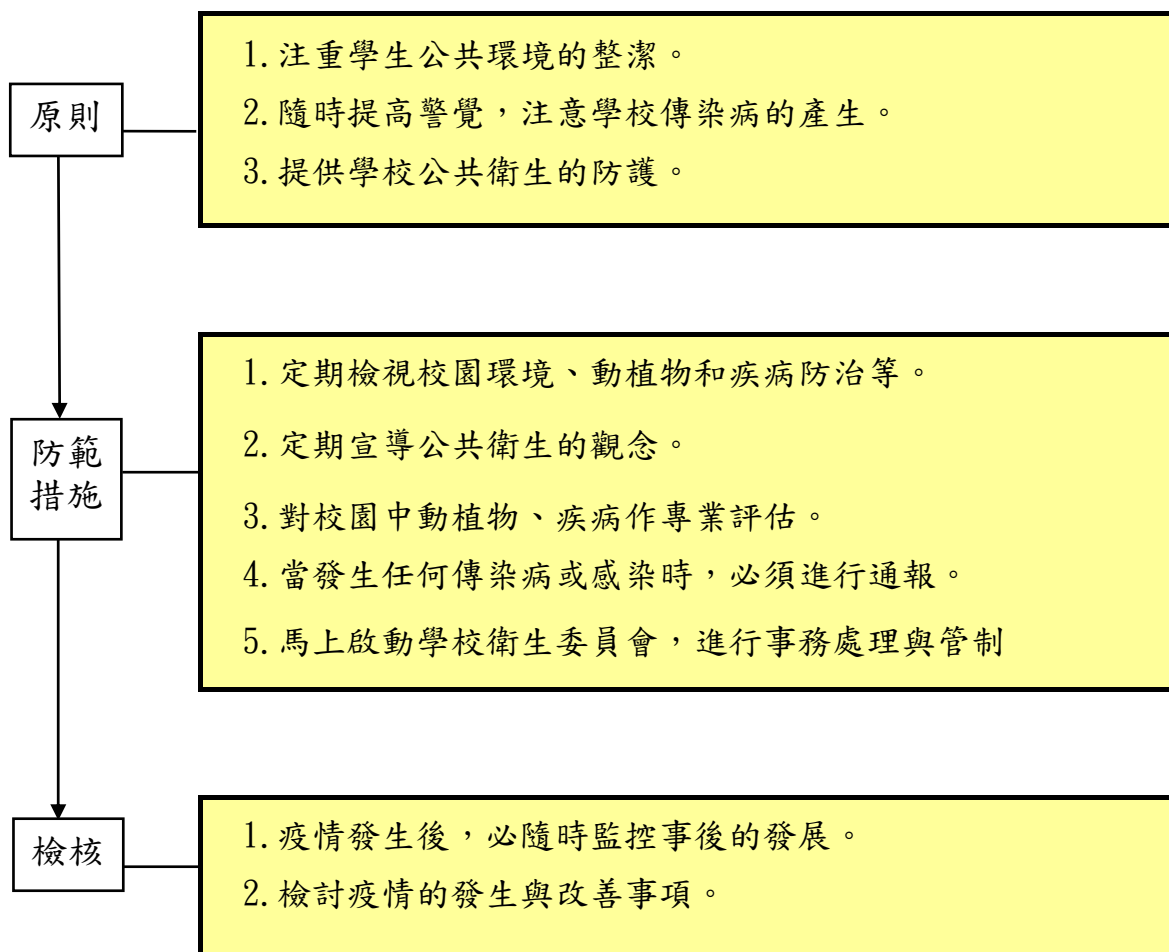 原則
1.注重學生公共環境的整潔。
2.隨時提高警覺，注意學校傳染病的產生。
3.提供學校公共衛生的防護。
防範
措施
1.定期檢視校園環境、動植物和疾病防治等。
2.定期宣導公共衛生的觀念。
3.對校園中動植物、疾病作專業評估。
4.當發生任何傳染病或感染時，必須進行通報。
5.馬上啟動學校衛生委員會，進行事務處理與管制
檢核
1.疫情發生後，必隨時監控事後的發展。
2.檢討疫情的發生與改善事項。